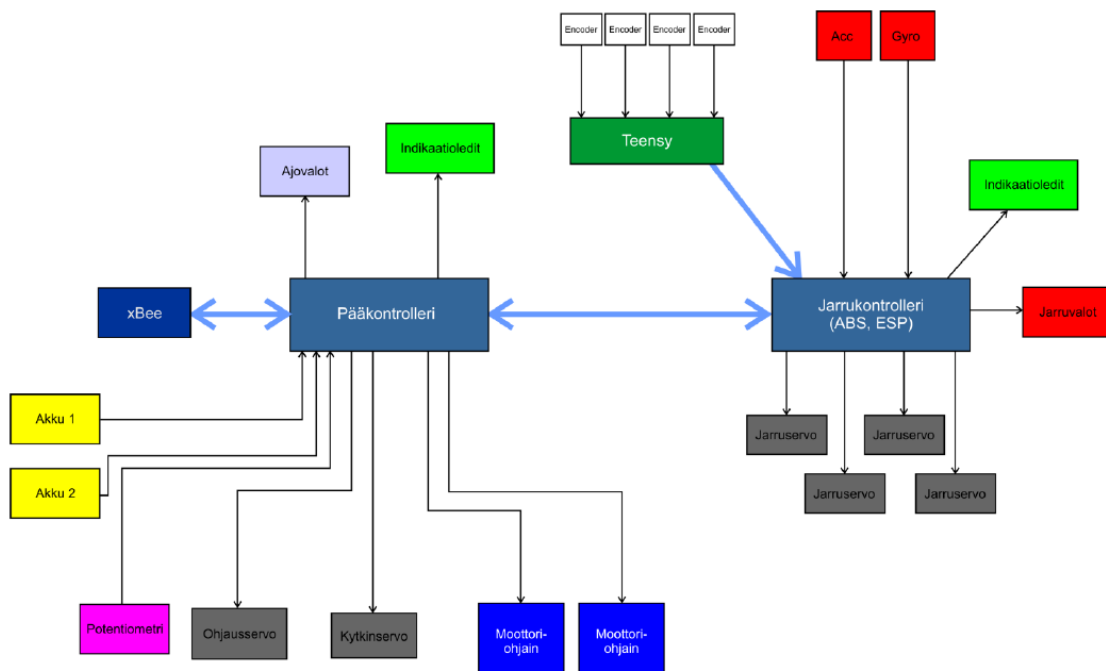 Encoder
Encoder
Encoder
Encoder
Acc
Gyro
Teensy
Indikaatioledit
Ajovalot
Indikaatioledit
xBee
Pääkontrolleri
Jarrukontrolleri
(ABS, ESP)
Jarruvalot
Akku 1
Jarruservo
Jarruservo
Akku 2
Jarruservo
Jarruservo
Potentiometri
Ohjausservo
Kytkinservo
Moottori-
ohjain
Moottori-
ohjain